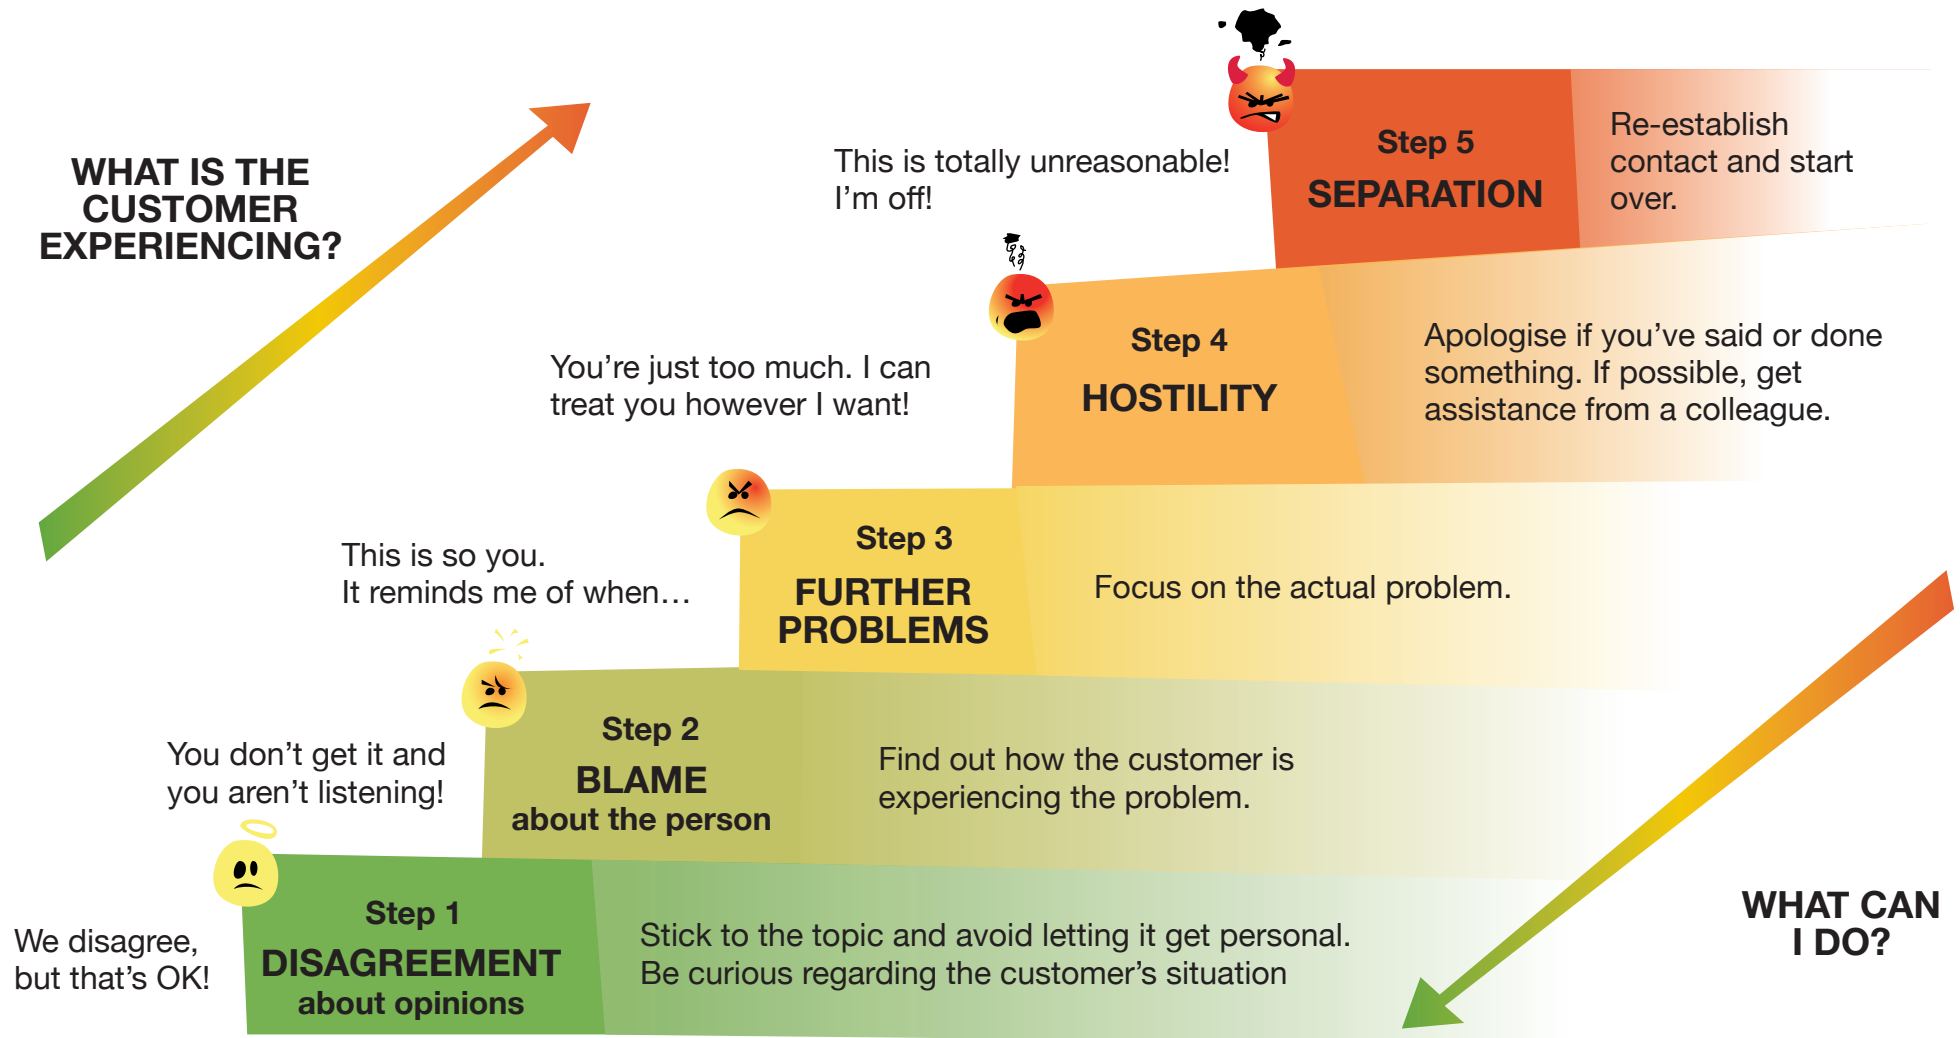 WHAT IS THE
CUSTOMER
EXPERIENCING?
This is totally unreasonable!
I'm off!
Step 5
SEPARATION
Re-establish
contact and start
over.
You're just too much. I can
treat you however I want!
Step 4
HOSTILITY
Apologise if you've said or done
something. If possible, get
assistance from a colleague.
This is so you.
It reminds me of when…
Step 3
FURTHER
PROBLEMS
Focus on the actual problem.
You don't get it and
you aren't listening!
Step 2
BLAME
about the person
Find out how the customer is
experiencing the problem.
We disagree,
but that's OK!
Step 1
DISAGREEMENT
about opinions
Stick to the topic and avoid letting it get personal.
Be curious regarding the customer's situation
WHAT CAN
I DO?